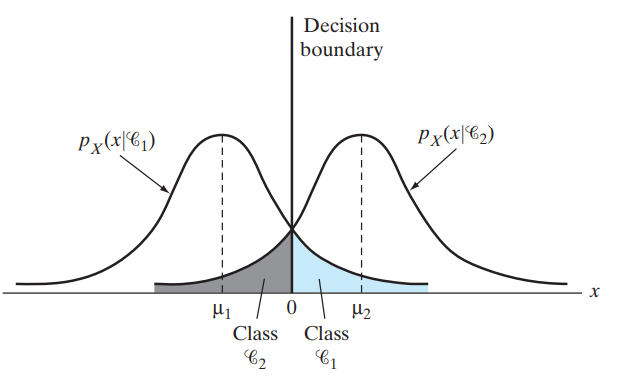 Decision
boundary
pX(x|𝒞1)
pX(x|𝒞2)
x
μ1
0
μ2
Class
𝒞2
Class
𝒞1